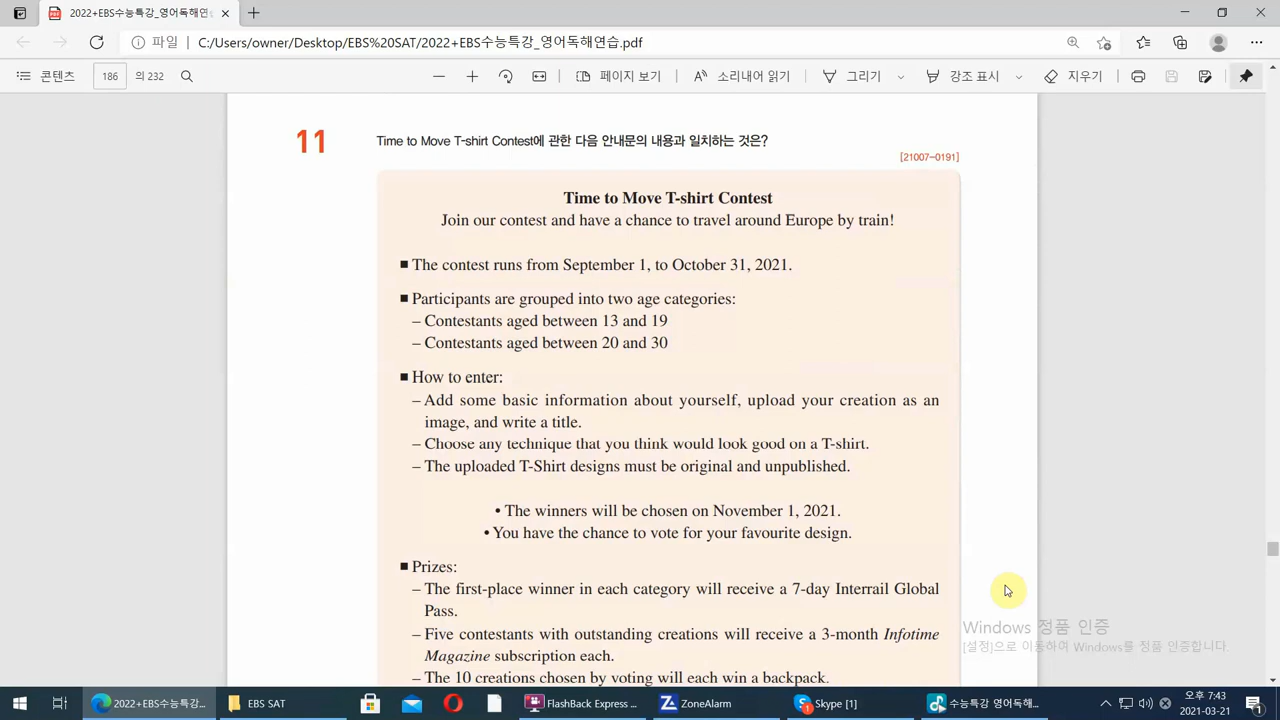 2022+EBS수능특강_영어독해연습
파일
C:/Users/owner/Desktop/EBS%20SAT/2022+EBS수능특강_영어독해연습.pdf
콘텐츠
186
의 232
페이지 보기
소리내어 읽기
그리기
강조 표시
지우기
11
Time to Move T-shirt Contest에 관한 다음 안내문의 내용과 일치하는 것은?
[21007-0191]
Time to Move T-shirt Contest
Join our contest and have a chance to travel around Europe by train!
■ The contest runs from September 1, to October 31, 2021.
■ Participants are grouped into two age categories:
– Contestants aged between 13 and 19
– Contestants aged between 20 and 30
■ How to enter:
– Add some basic information about yourself, upload your creation as an
image, and write a title.
– Choose any technique that you think would look good on a T-shirt.
– The uploaded T-Shirt designs must be original and unpublished.
• The winners will be chosen on November 1, 2021.
• You have the chance to vote for your favourite design.
■ Prizes:
– The first-place winner in each category will receive a 7-day Interrail Global
Pass.
– Five contestants with outstanding creations will receive a 3-month Infotime
Magazine subscription each.
– The 10 creations chosen by voting will each win a backpack.
Windows 정품 인증
[설정]으로 이동하여 Windows를 정품 인증합니다.
2022+EBS수능특강_...
EBS SAT
FlashBack Express ...
ZoneAlarm
Skype [1]
수능특강 영어독해...
오후 7:43
2021-03-21
1